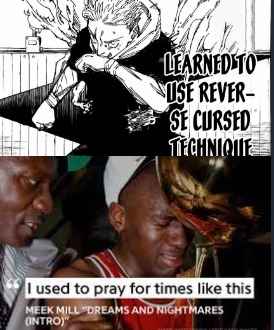 LEARNED TO
USE REVER-
SE CURSED
TECHNIQUE
“ I used to pray for times like this
MEEK MILL "DREAMS AND NIGHTMARES
(INTRO)"